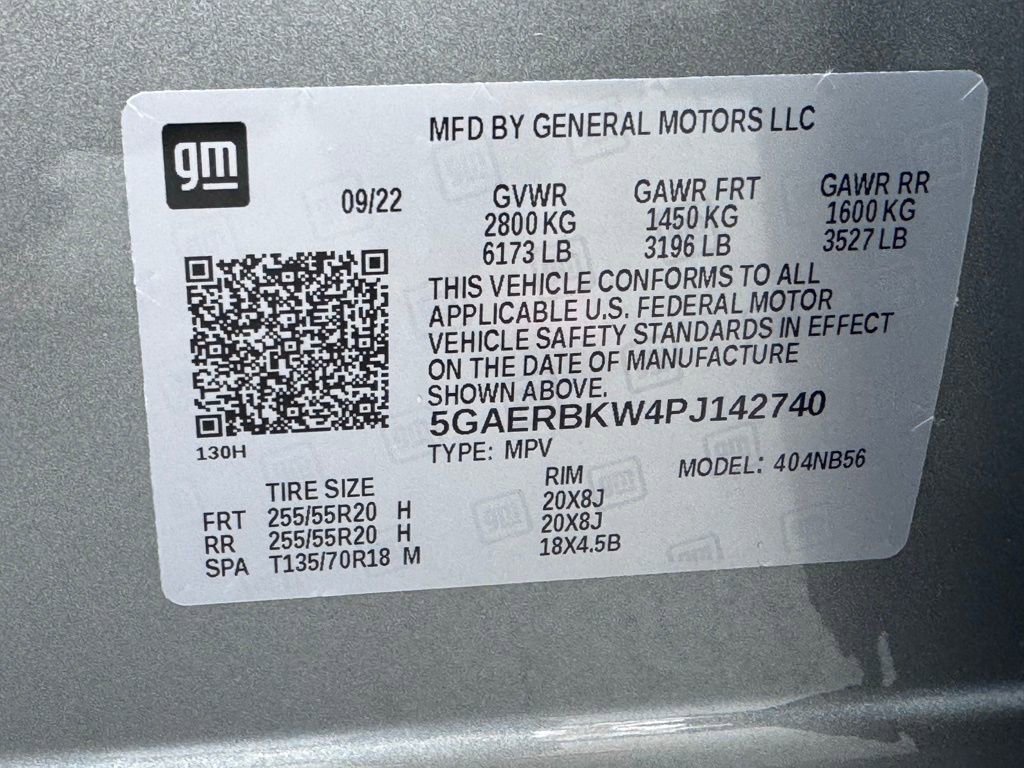 gm
MFD BY GENERAL MOTORS LLC
09/22
GVWR GAWR FRT GAWR RR
2800 KG 1450 KG 1600 KG
6173 LB 3196 LB 3527 LB
THIS VEHICLE CONFORMS TO ALL
APPLICABLE U.S. FEDERAL MOTOR
VEHICLE SAFETY STANDARDS IN EFFECT
ON THE DATE OF MANUFACTURE
SHOWN ABOVE.
5GAERBKW4PJ142740
130H
TYPE: MPV MODEL: 404NB56
TIRE SIZE RIM
FRT 255/55R20 H 20X8J
RR 255/55R20 H 20X8J
SPA T135/70R18 M 18X4.5B